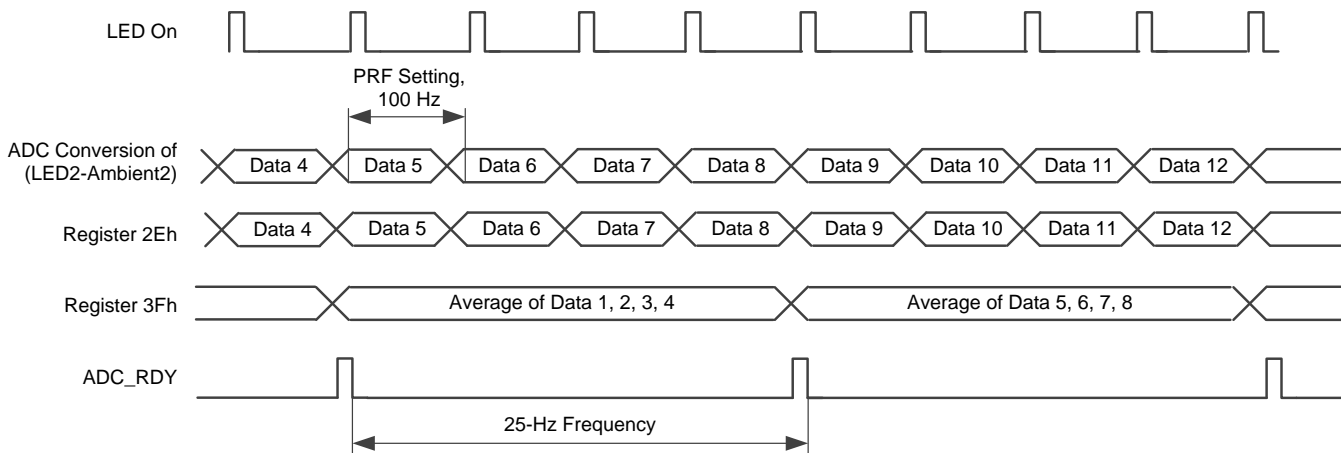 LED On
PRF Setting,
100 Hz
ADC Conversion of
(LED2-Ambient2)
Data 4
Data 5
Data 6
Data 7
Data 8
Data 9
Data 10
Data 11
Data 12
Register 2Eh
Data 4
Data 5
Data 6
Data 7
Data 8
Data 9
Data 10
Data 11
Data 12
Register 3Fh
Average of Data 1, 2, 3, 4
Average of Data 5, 6, 7, 8
ADC_RDY
25-Hz Frequency